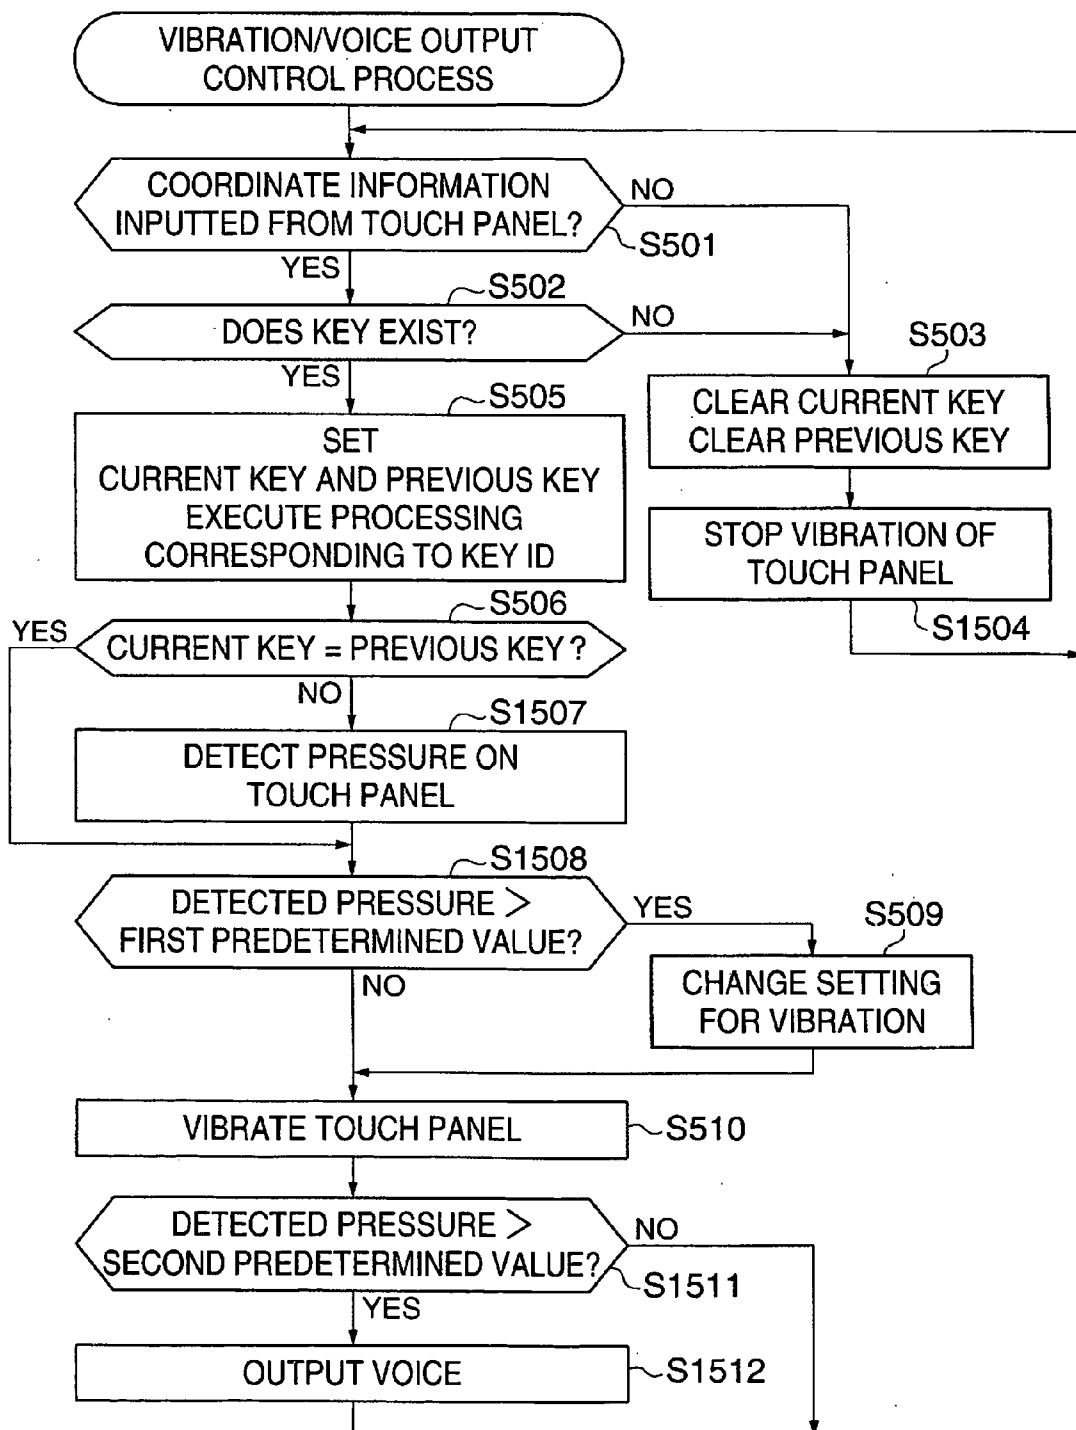 VIBRATION/VOICE OUTPUT
CONTROL PROCESS
COORDINATE INFORMATION
INPUTTED FROM TOUCH PANEL?
NO
S501
YES
S502
DOES KEY EXIST?
NO
YES
S503
CLEAR CURRENT KEY
CLEAR PREVIOUS KEY
S505
SET
CURRENT KEY AND PREVIOUS KEY
EXECUTE PROCESSING
CORRESPONDING TO KEY ID
STOP VIBRATION OF
TOUCH PANEL
S1504
S506
YES
CURRENT KEY = PREVIOUS KEY ?
NO
S1507
DETECT PRESSURE ON
TOUCH PANEL
S1508
DETECTED PRESSURE >
FIRST PREDETERMINED VALUE?
YES
S509
CHANGE SETTING
FOR VIBRATION
NO
VIBRATE TOUCH PANEL
S510
DETECTED PRESSURE >
SECOND PREDETERMINED VALUE?
NO
S1511
YES
OUTPUT VOICE
S1512